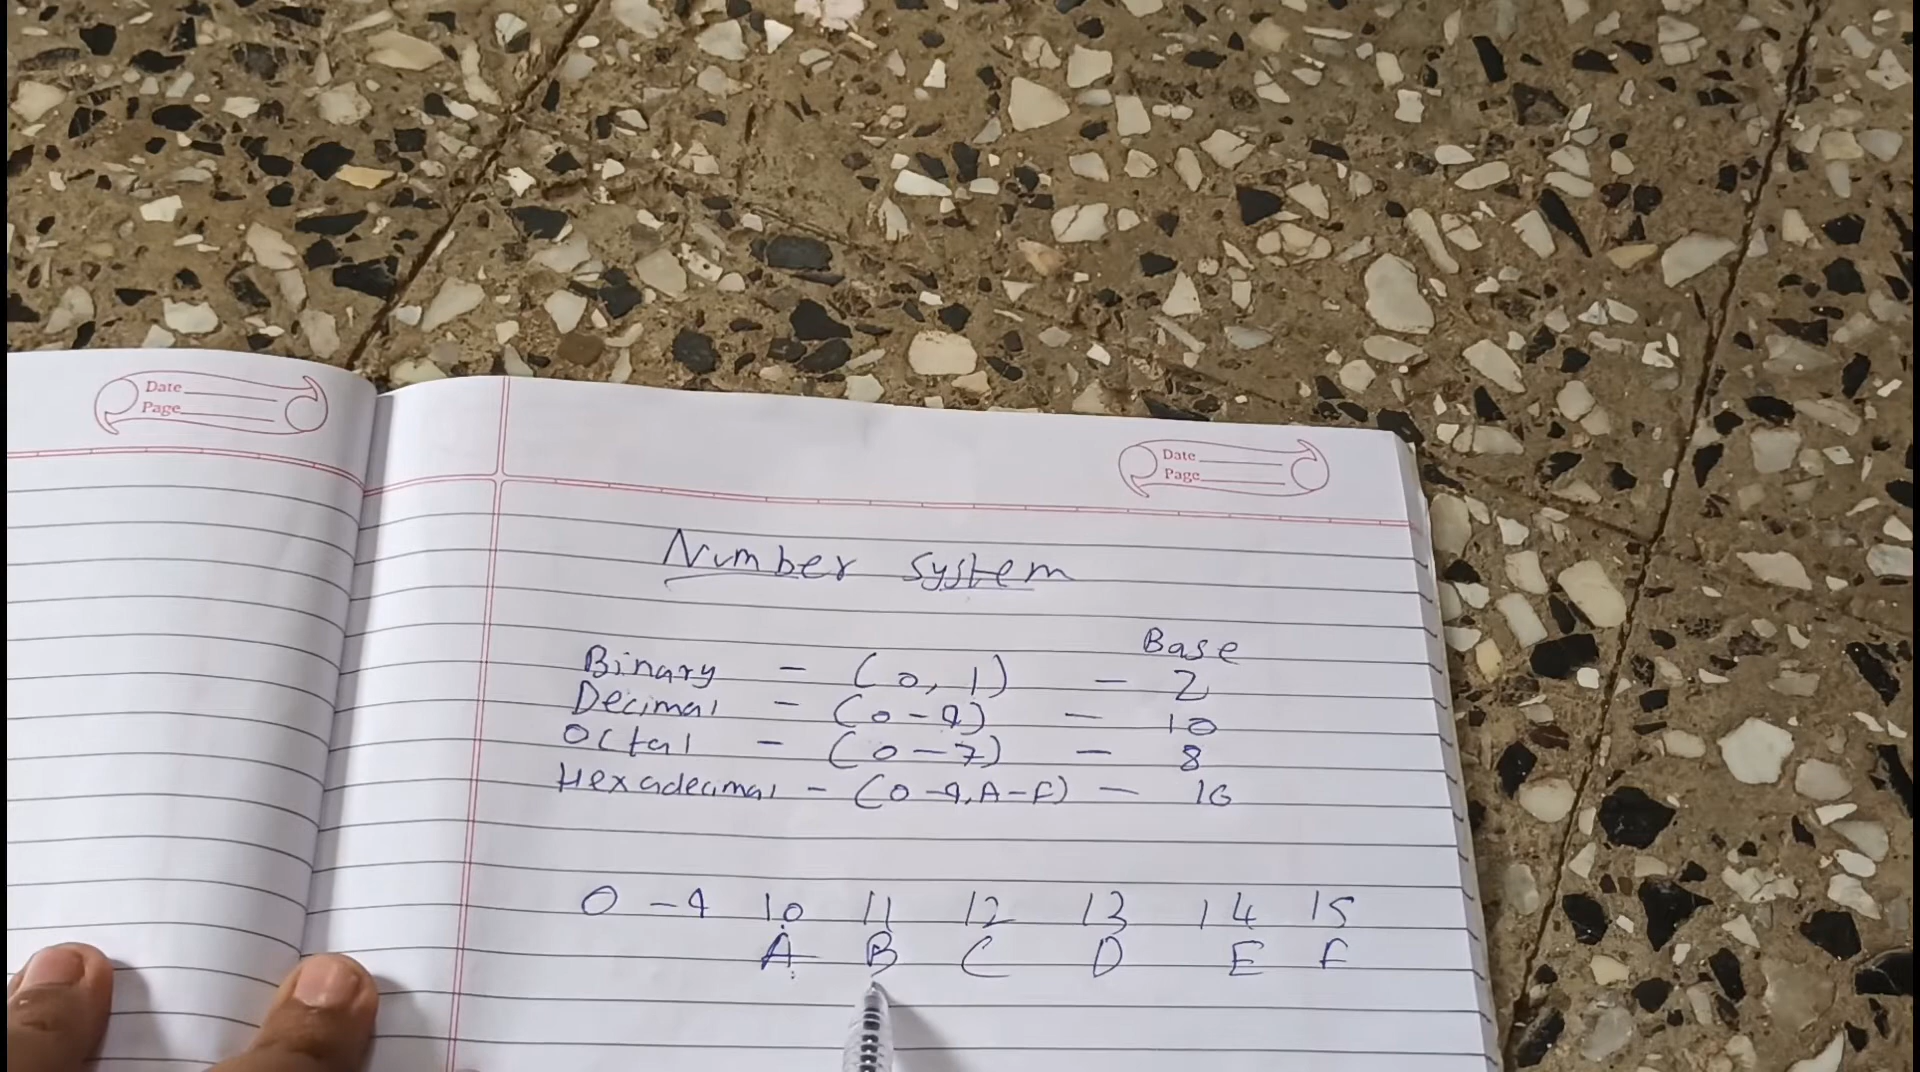 Date
Page
Date
Page
Number System
Base
Binary - (0, 1) - 2
Decimal - (0-9) - 10
Octal - (0-7) - 8
Hexadecimal - (0-9, A-F) - 16
0 - 9 10 11 12 13 14 15
A B C D E F